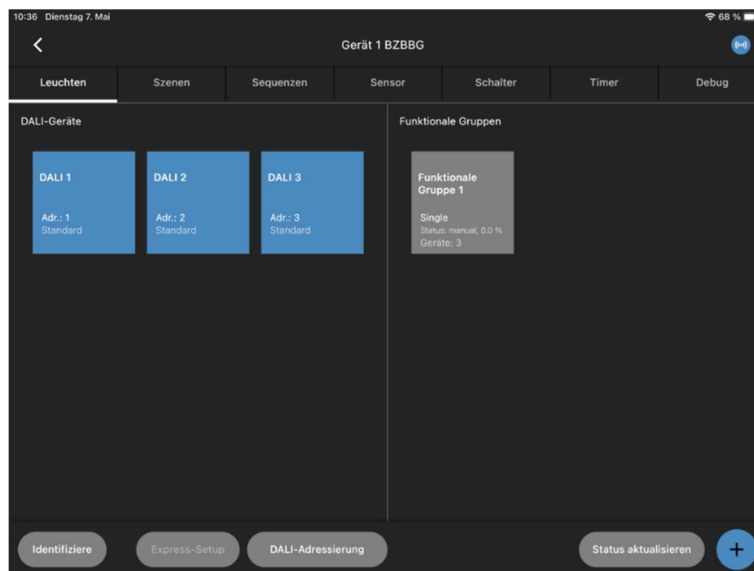 10:36 Dienstag 7. Mai
68 %
Gerät 1 BZBBG
Leuchten Szenen Sequenzen Sensor Schalter Timer Debug
DALI-Geräte
Funktionale Gruppen
DALI 1
Adr.: 1
Standard
DALI 2
Adr.: 2
Standard
DALI 3
Adr.: 3
Standard
Funktionale
Gruppe 1
Single
Status: manual, 0.0 %
Geräte: 3
Identifiziere
Express-Setup
DALI-Adressierung
Status aktualisieren
+